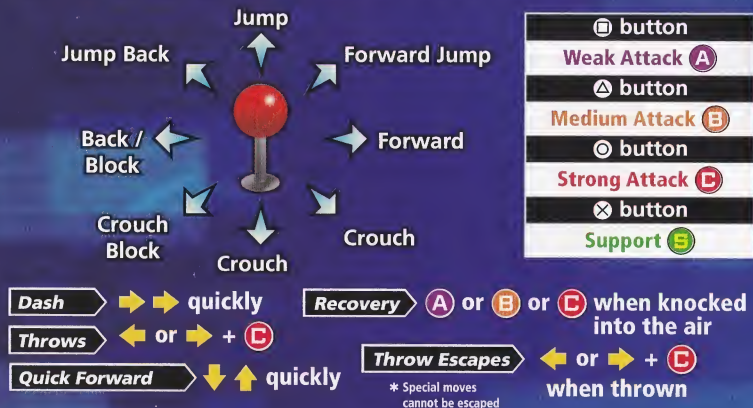 Jump
Jump Back
Forward Jump
Back /
Block
Forward
Crouch
Block
Crouch
Crouch
□ button
Weak Attack A
△ button
Medium Attack B
○ button
Strong Attack C
✕ button
Support S
Dash ➡ ➡ quickly
Throws ⬅ or ➡ + C
Quick Forward ⬇ ⬆ quickly
Recovery A or B or C when knocked
into the air
Throw Escapes ⬅ or ➡ + C
when thrown
* Special moves
cannot be escaped